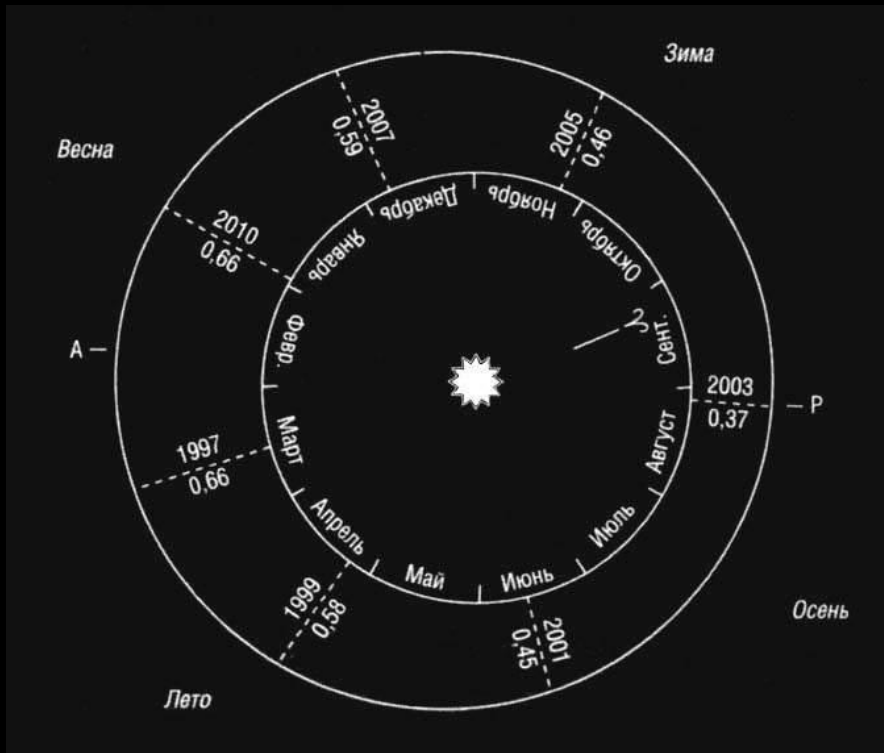 Зима
Весна
2007
0,59
2005
0,46
2010
0,66
Декабрь
Ноябрь
Январь
Октябрь
Февр.
Сент.
А
2003
0,37
Р
Март
Август
1997
0,66
Апрель
Июль
Май
Июнь
1999
0,58
2001
0,45
Осень
Лето